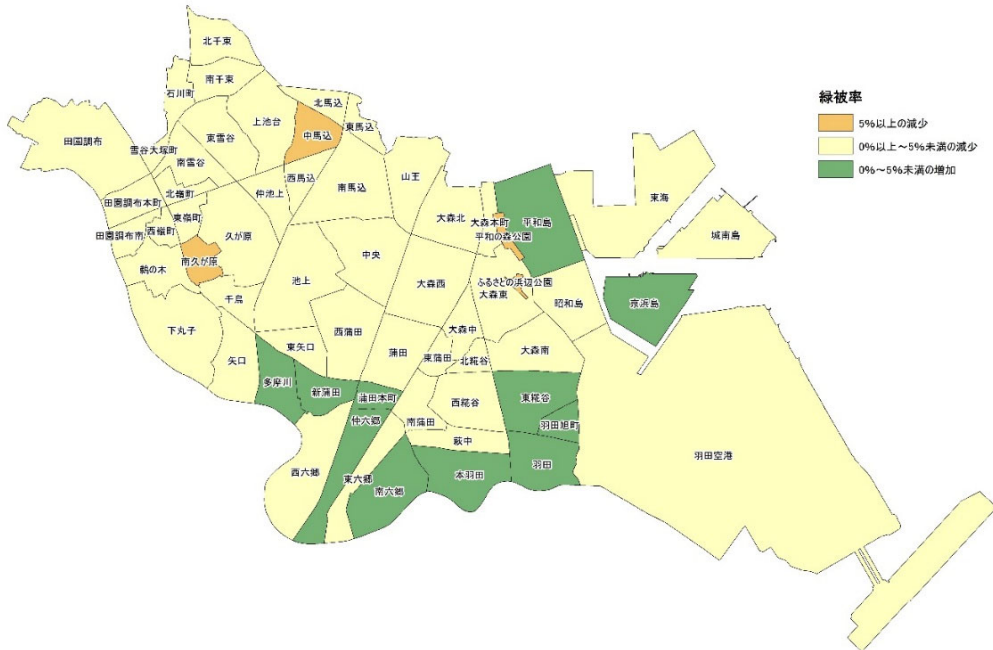 北千束
南千束
石川町
田園調布
東雪谷
上池台
北馬込
中馬込
東馬込
雪谷大塚町
南雪谷
西馬込
南馬込
山王
仲池上
北嶺町
田園調布本町
東嶺町
西嶺町
田園調布南
久が原
南久が原
鵜の木
千鳥
池上
中央
大森北
大森本町
平和の森公園
平和島
大森西
ふるさとの浜辺公園
大森東
昭和島
東海
城南島
京浜島
下丸子
矢口
東矢口
西蒲田
蒲田
大森中
東蒲田
北糀谷
大森南
多摩川
新蒲田
蒲田本町
仲六郷
西糀谷
東糀谷
南蒲田
羽田旭町
萩中
西六郷
東六郷
南六郷
本羽田
羽田
羽田空港
緑被率
5%以上の減少
0%以上~5%未満の減少
0%~5%未満の増加